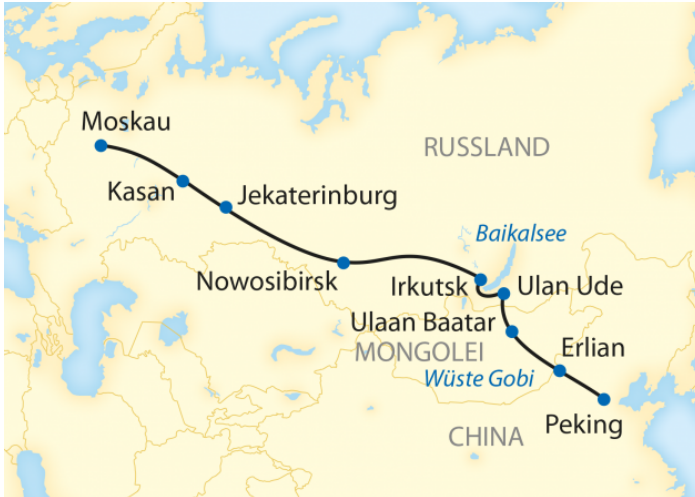 Moskau
RUSSLAND
Kasan
Jekaterinburg
Baikalsee
Nowosibirsk
Irkutsk
Ulan Ude
Ulaan Baatar
MONGOLEI
Erlian
Wüste Gobi
Peking
CHINA